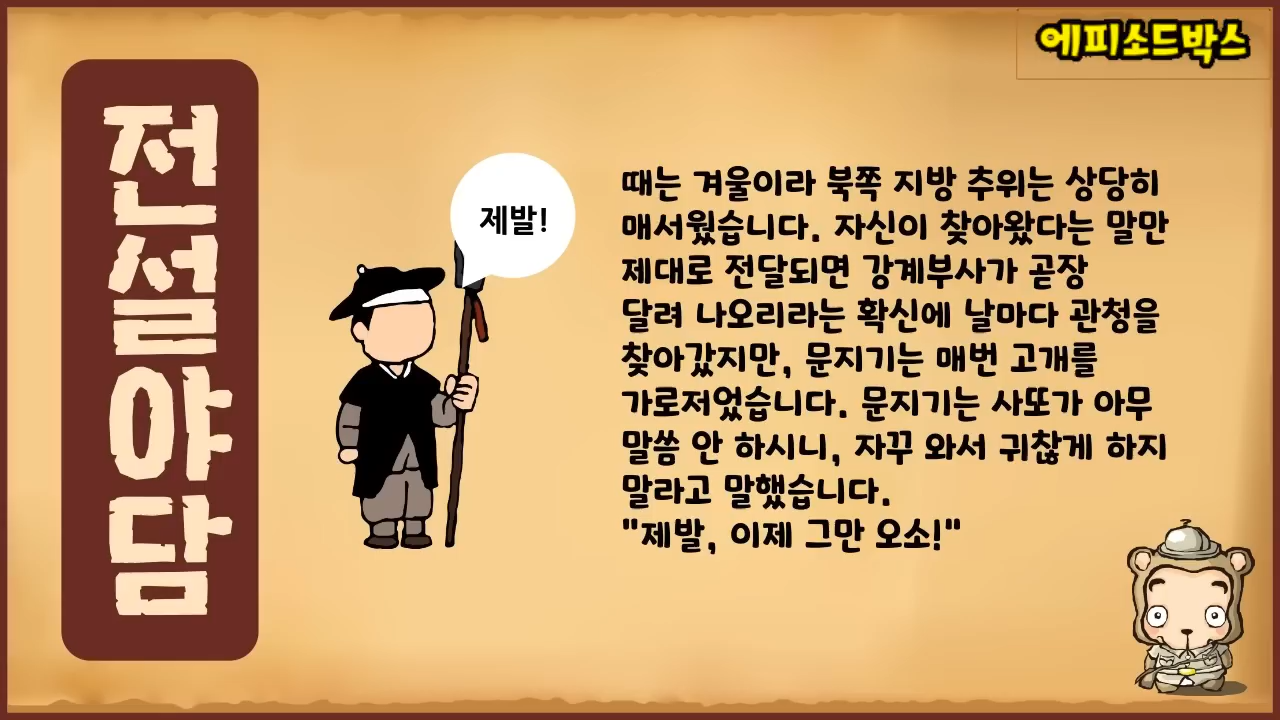 에피소드박스
전설야담
제발!
때는 겨울이라 북쪽 지방 추위는 상당히
매서웠습니다. 자신이 찾아왔다는 말만
제대로 전달되면 강계부사가 곧장
달려 나오리라는 확신에 날마다 관청을
찾아갔지만, 문지기는 매번 고개를
가로저었습니다. 문지기는 사또가 아무
말씀 안 하시니, 자꾸 와서 귀찮게 하지
말라고 말했습니다.
"제발, 이제 그만 오소!"